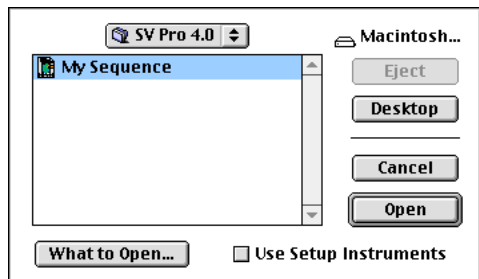 SV Pro 4.0
Macintosh...
My Sequence
Eject
Desktop
Cancel
Open
What to Open...
Use Setup Instruments